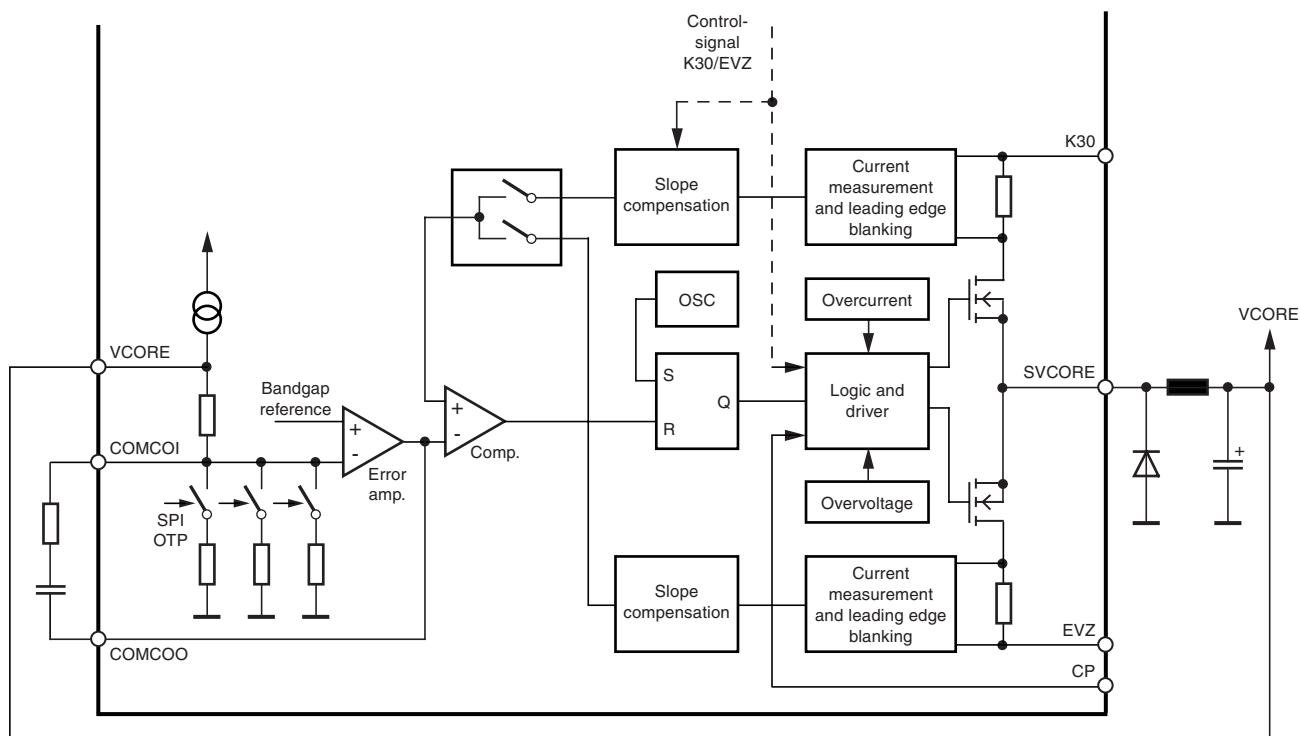 Control-
signal
K30/EVZ
K30
Slope
compensation
Current
measurement
and leading edge
blanking
OSC
Overcurrent
VCORE
VCORE
SVCORE
Bandgap
reference
+
-
Error
amp.
+
-
Comp.
S
R
Q
Logic and
driver
+
COMCOI
SPI
OTP
Overvoltage
Slope
compensation
Current
measurement
and leading edge
blanking
EVZ
COMCOO
CP